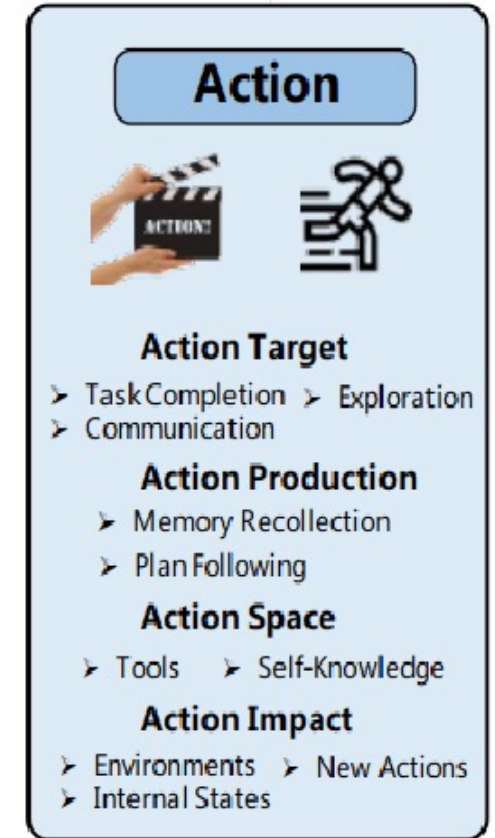 Action
ACTION!
Action Target
➢ Task Completion ➢ Exploration
➢ Communication
Action Production
➢ Memory Recollection
➢ Plan Following
Action Space
➢ Tools ➢ Self-Knowledge
Action Impact
➢ Environments ➢ New Actions
➢ Internal States